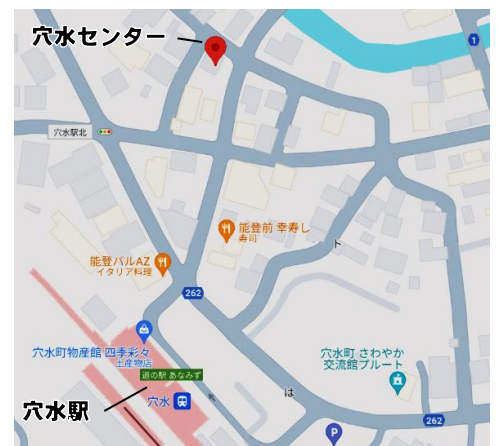 穴水センター
1
穴水駅北
能登前 幸寿し
寿司
ト
能登バルAZ
イタリア料理
262
穴水町物産館 四季彩々
土産物店
道の駅 あなみず
穴水町 さわやか
交流館プルート
穴水駅
穴水
は
262
P